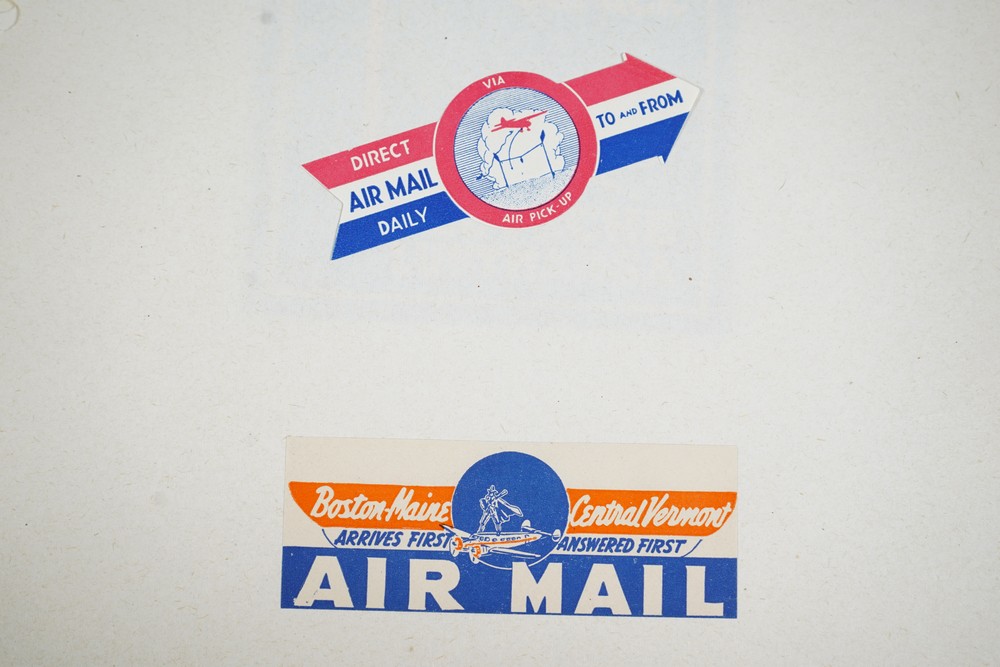 VIA
DIRECT
AIR MAIL
DAILY
TO AND FROM
AIR PICK-UP
Boston-Maine Central Vermont
ARRIVES FIRST ANSWERED FIRST
AIR MAIL